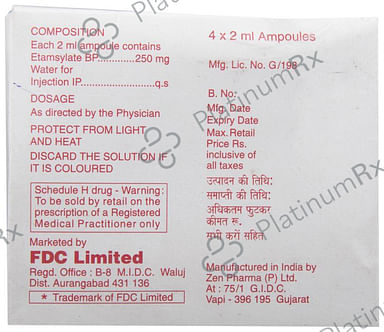 COMPOSITION
Each 2 ml ampoule contains
Etamsylate BP.............250 mg
Water for
Injection IP....................q.s
DOSAGE
As directed by the Physician
PROTECT FROM LIGHT
AND HEAT
DISCARD THE SOLUTION IF
IT IS COLOURED
Schedule H drug - Warning:
To be sold by retail on the
prescription of a Registered
Medical Practitioner only
Marketed by
FDC Limited
Regd. Office : B-8 M.I.D.C. Waluj
Dist. Aurangabad 431 136
* Trademark of FDC Limited
4 x 2 ml Ampoules
Mfg. Lic. No. G/198
B. No.
Mfg. Date
Expiry Date
Max. Retail
Price Rs.
inclusive of
all taxes
उत्पादन की तिथि:
समाप्ती की तिथि:
अधिकतम फुटकर
कीमत रू.
सभी करों सहित
Manufactured in India by
Zen Pharma (P) Ltd.
At : 75/1 G.I.D.C.
Vapi - 396 195 Gujarat
PlatinumRx
PlatinumRx
PlatinumRx